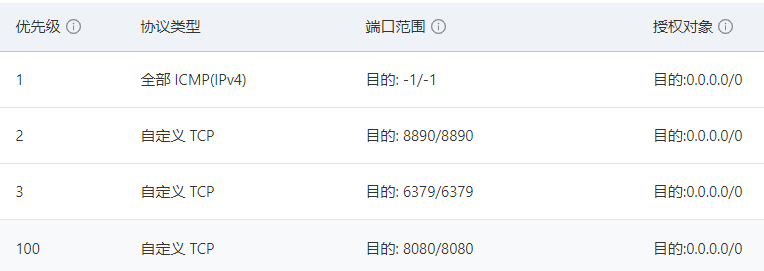 优先级 协议类型 端口范围 授权对象
1 全部 ICMP(IPv4) 目的: -1/-1 目的:0.0.0.0/0
2 自定义 TCP 目的: 8890/8890 目的:0.0.0.0/0
3 自定义 TCP 目的: 6379/6379 目的:0.0.0.0/0
100 自定义 TCP 目的: 8080/8080 目的:0.0.0.0/0